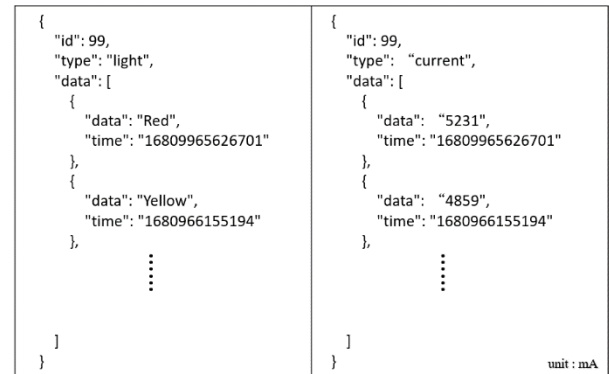 {
"id": 99,
"type": "light",
"data": [
{
"data": "Red",
"time": "16809965626701"
},
{
"data": "Yellow",
"time": "1680966155194"
},
]
}
{
"id": 99,
"type": “current",
"data": [
{
"data": “5231",
"time": "16809965626701"
},
{
"data": “4859",
"time": "1680966155194"
},
]
}
unit : mA